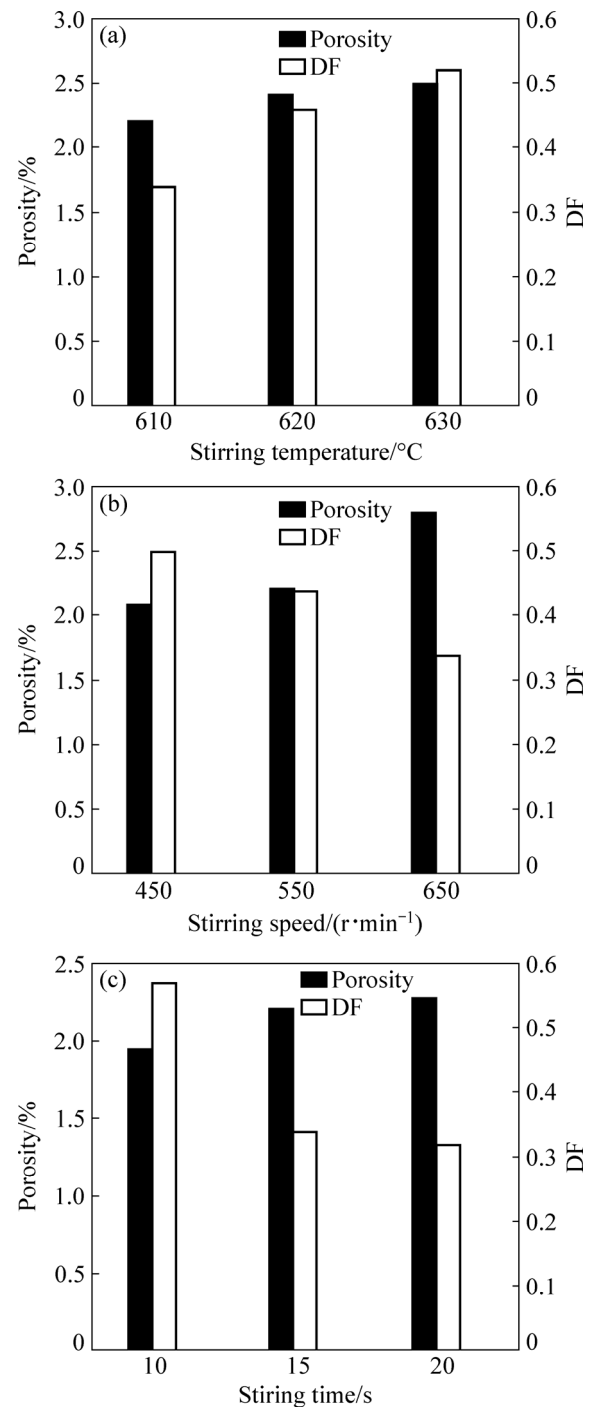 (a)
Porosity
DF
3.0
2.5
2.0
1.5
1.0
0.5
0
Porosity/%
0.6
0.5
0.4
0.3
0.2
0.1
0
DF
610 620 630
Stirring temperature/°C
(b)
Porosity
DF
3.0
2.5
2.0
1.5
1.0
0.5
0
Porosity/%
0.6
0.5
0.4
0.3
0.2
0.1
0
DF
450 550 650
Stirring speed/(r·min⁻¹)
(c)
Porosity
DF
2.5
2.0
1.5
1.0
0.5
0
Porosity/%
0.6
0.5
0.4
0.3
0.2
0.1
0
DF
10 15 20
Stiring time/s